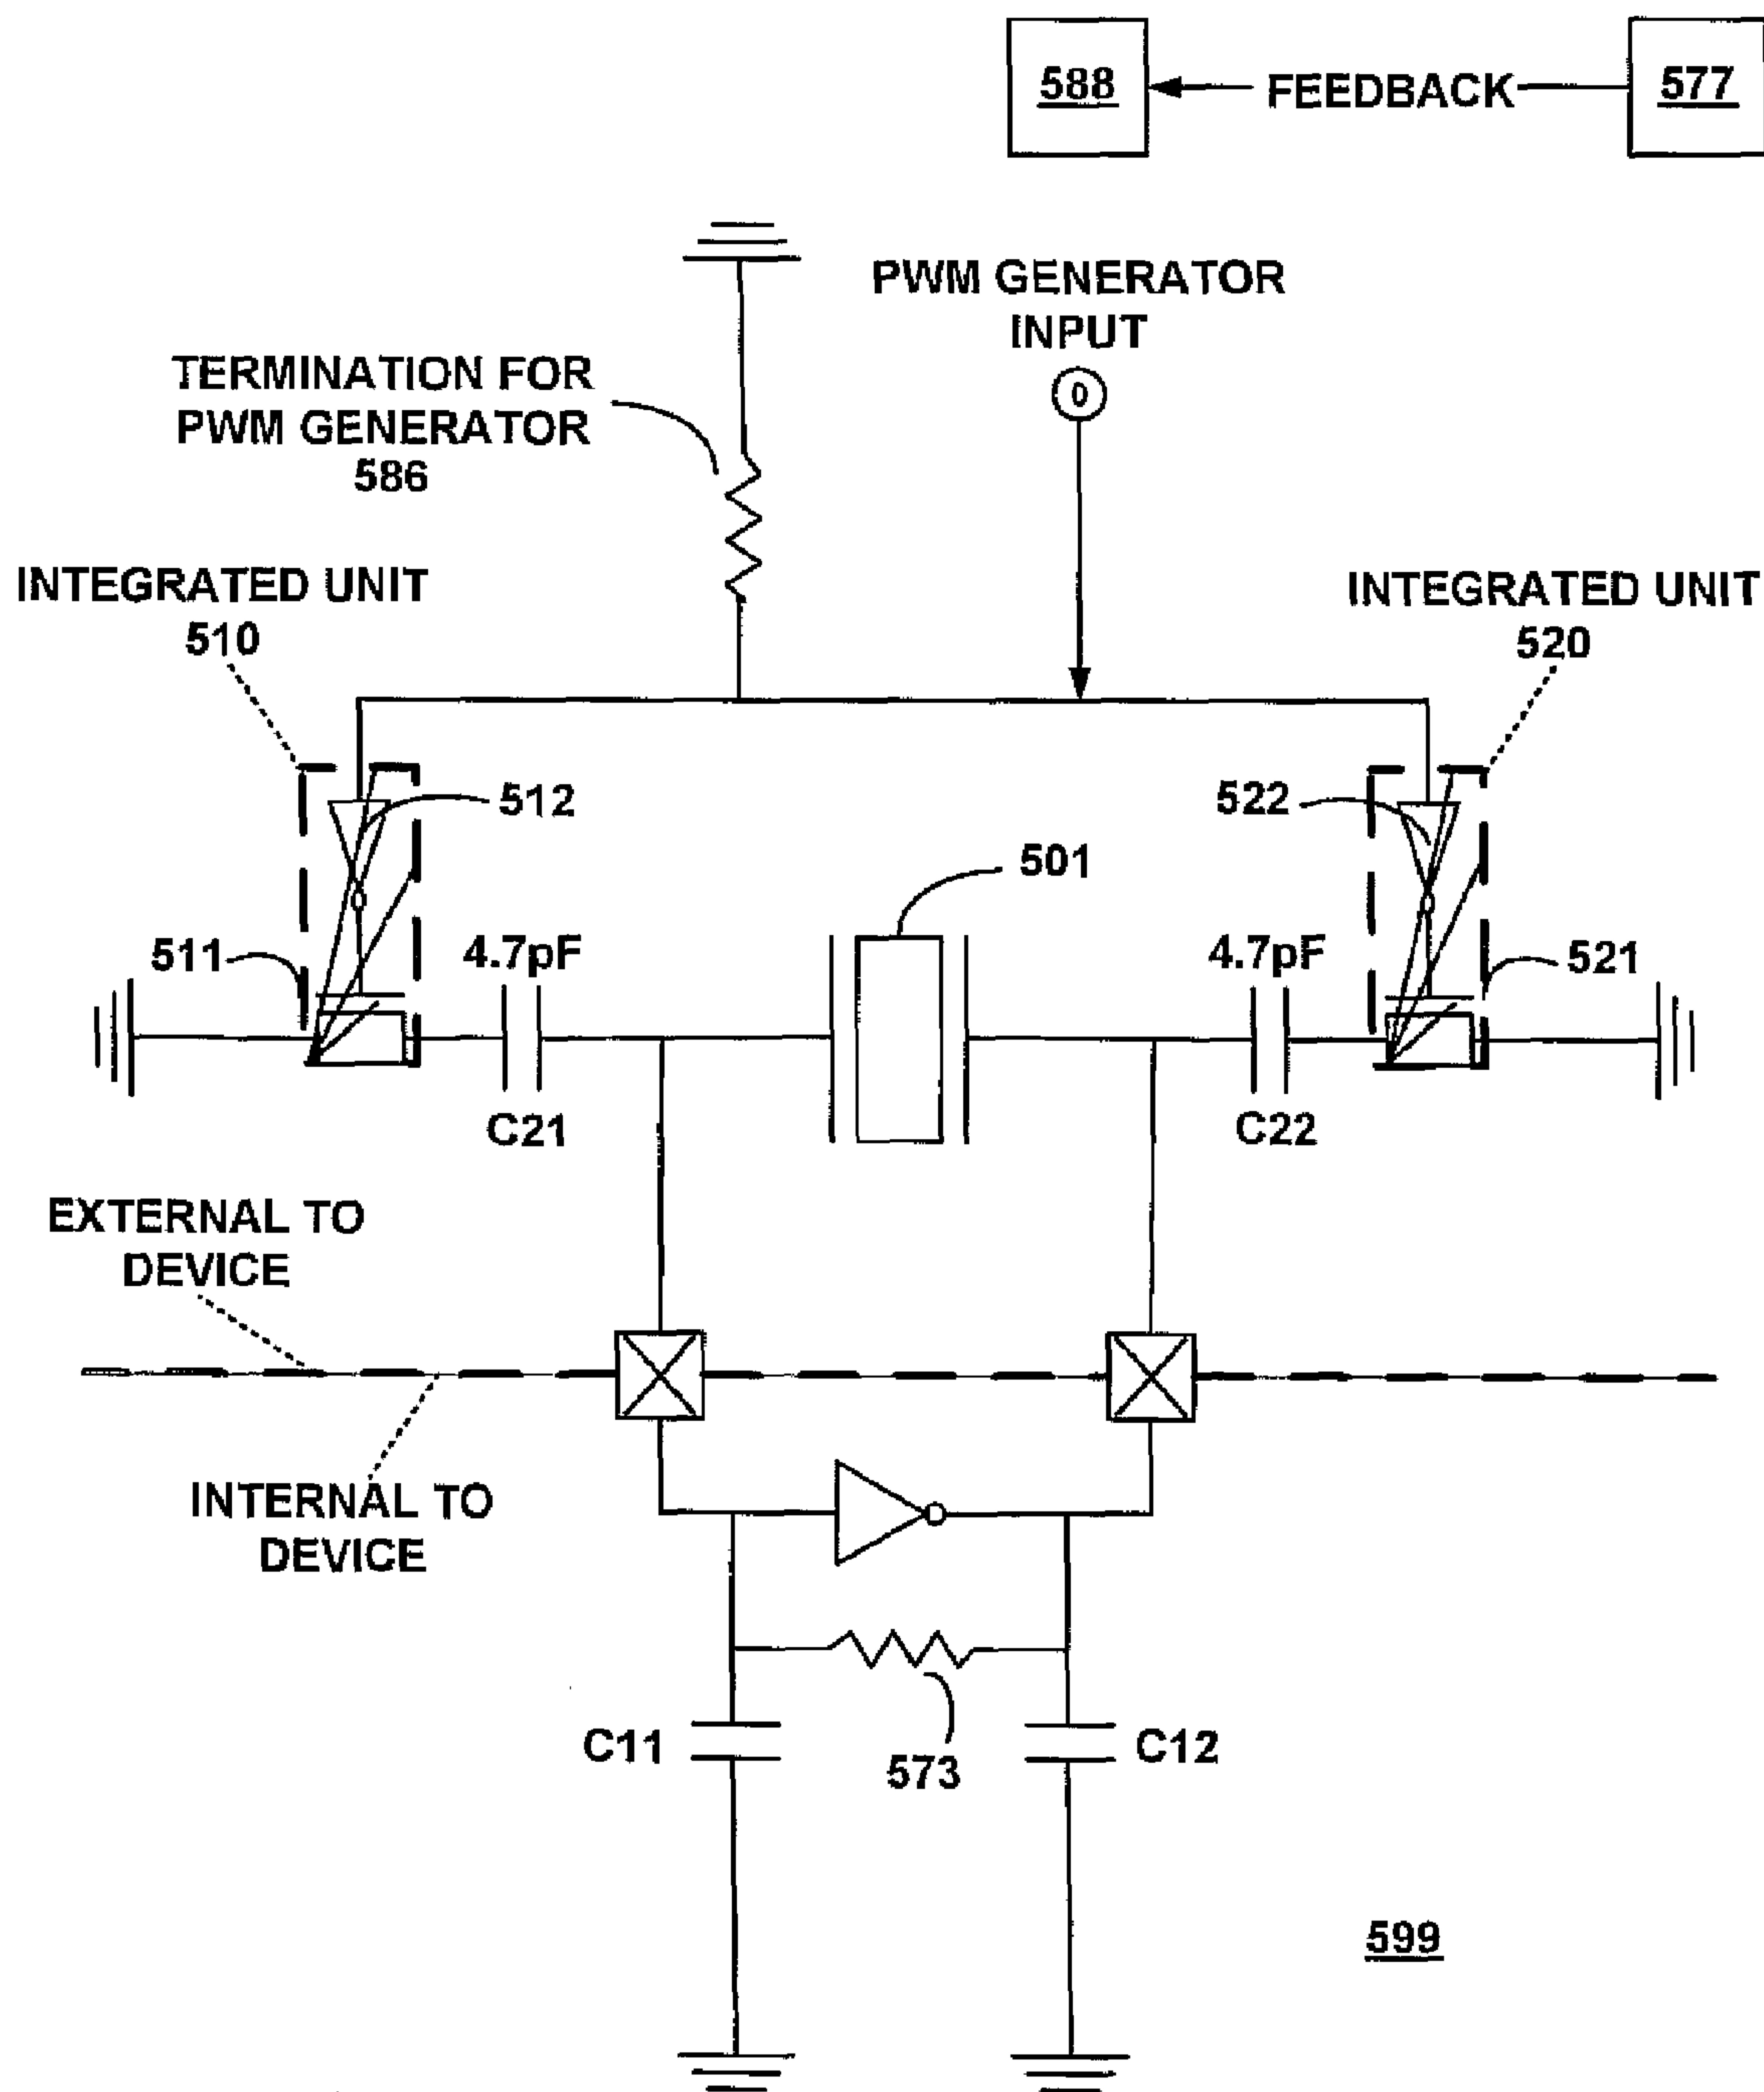 588
FEEDBACK
577
PWM GENERATOR
INPUT
0
TERMINATION FOR
PWM GENERATOR
586
INTEGRATED UNIT
510
INTEGRATED UNIT
520
512
522
501
511
4.7pF
4.7pF
521
C21
C22
EXTERNAL TO
DEVICE
INTERNAL TO
DEVICE
C11
573
C12
599